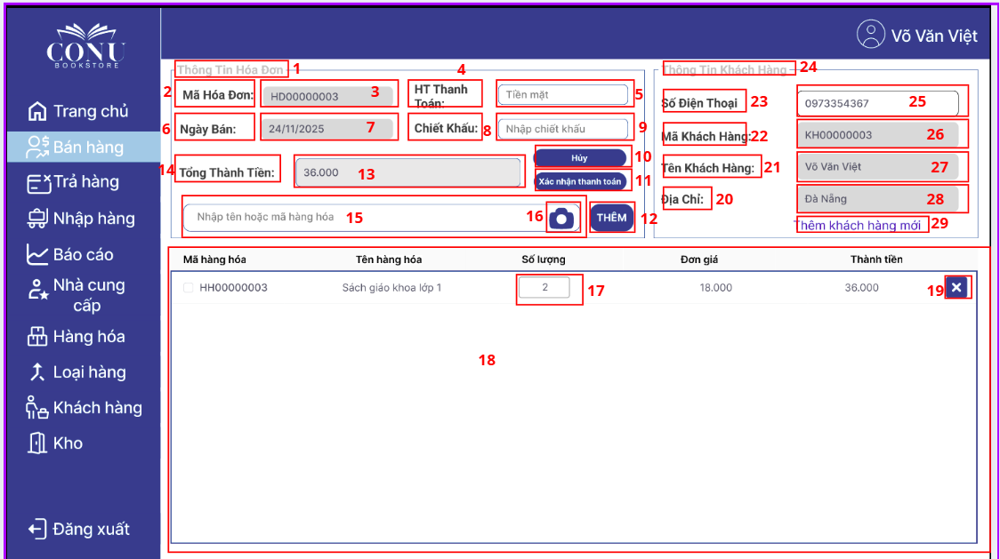 CONU
BOOKSTORE
Võ Văn Việt
Trang chủ
Bán hàng
Trả hàng
Nhập hàng
Báo cáo
Nhà cung
cấp
Hàng hóa
Loại hàng
Khách hàng
Kho
Đăng xuất
Thông Tin Hóa Đơn 1
4
2 Mã Hóa Đơn: HD00000003 3
HT Thanh
Toán:
Tiền mặt 5
6 Ngày Bán: 24/11/2025 7
Chiết Khấu: 8 Nhập chiết khấu 9
14 Tổng Thành Tiền: 36.000 13
Hủy 10
Xác nhận thanh toán 11
Nhập tên hoặc mã hàng hóa 15 16 THÊM 12
Thông Tin Khách Hàng 24
Số Điện Thoại 23 0973354367 25
Mã Khách Hàng: 22 KH00000003 26
Tên Khách Hàng: 21 Võ Văn Việt 27
Địa Chỉ: 20 Đà Nẵng 28
Thêm khách hàng mới 29
Mã hàng hóa Tên hàng hóa Số lượng Đơn giá Thành tiền
HH00000003 Sách giáo khoa lớp 1 2 17 18.000 36.000 19
18